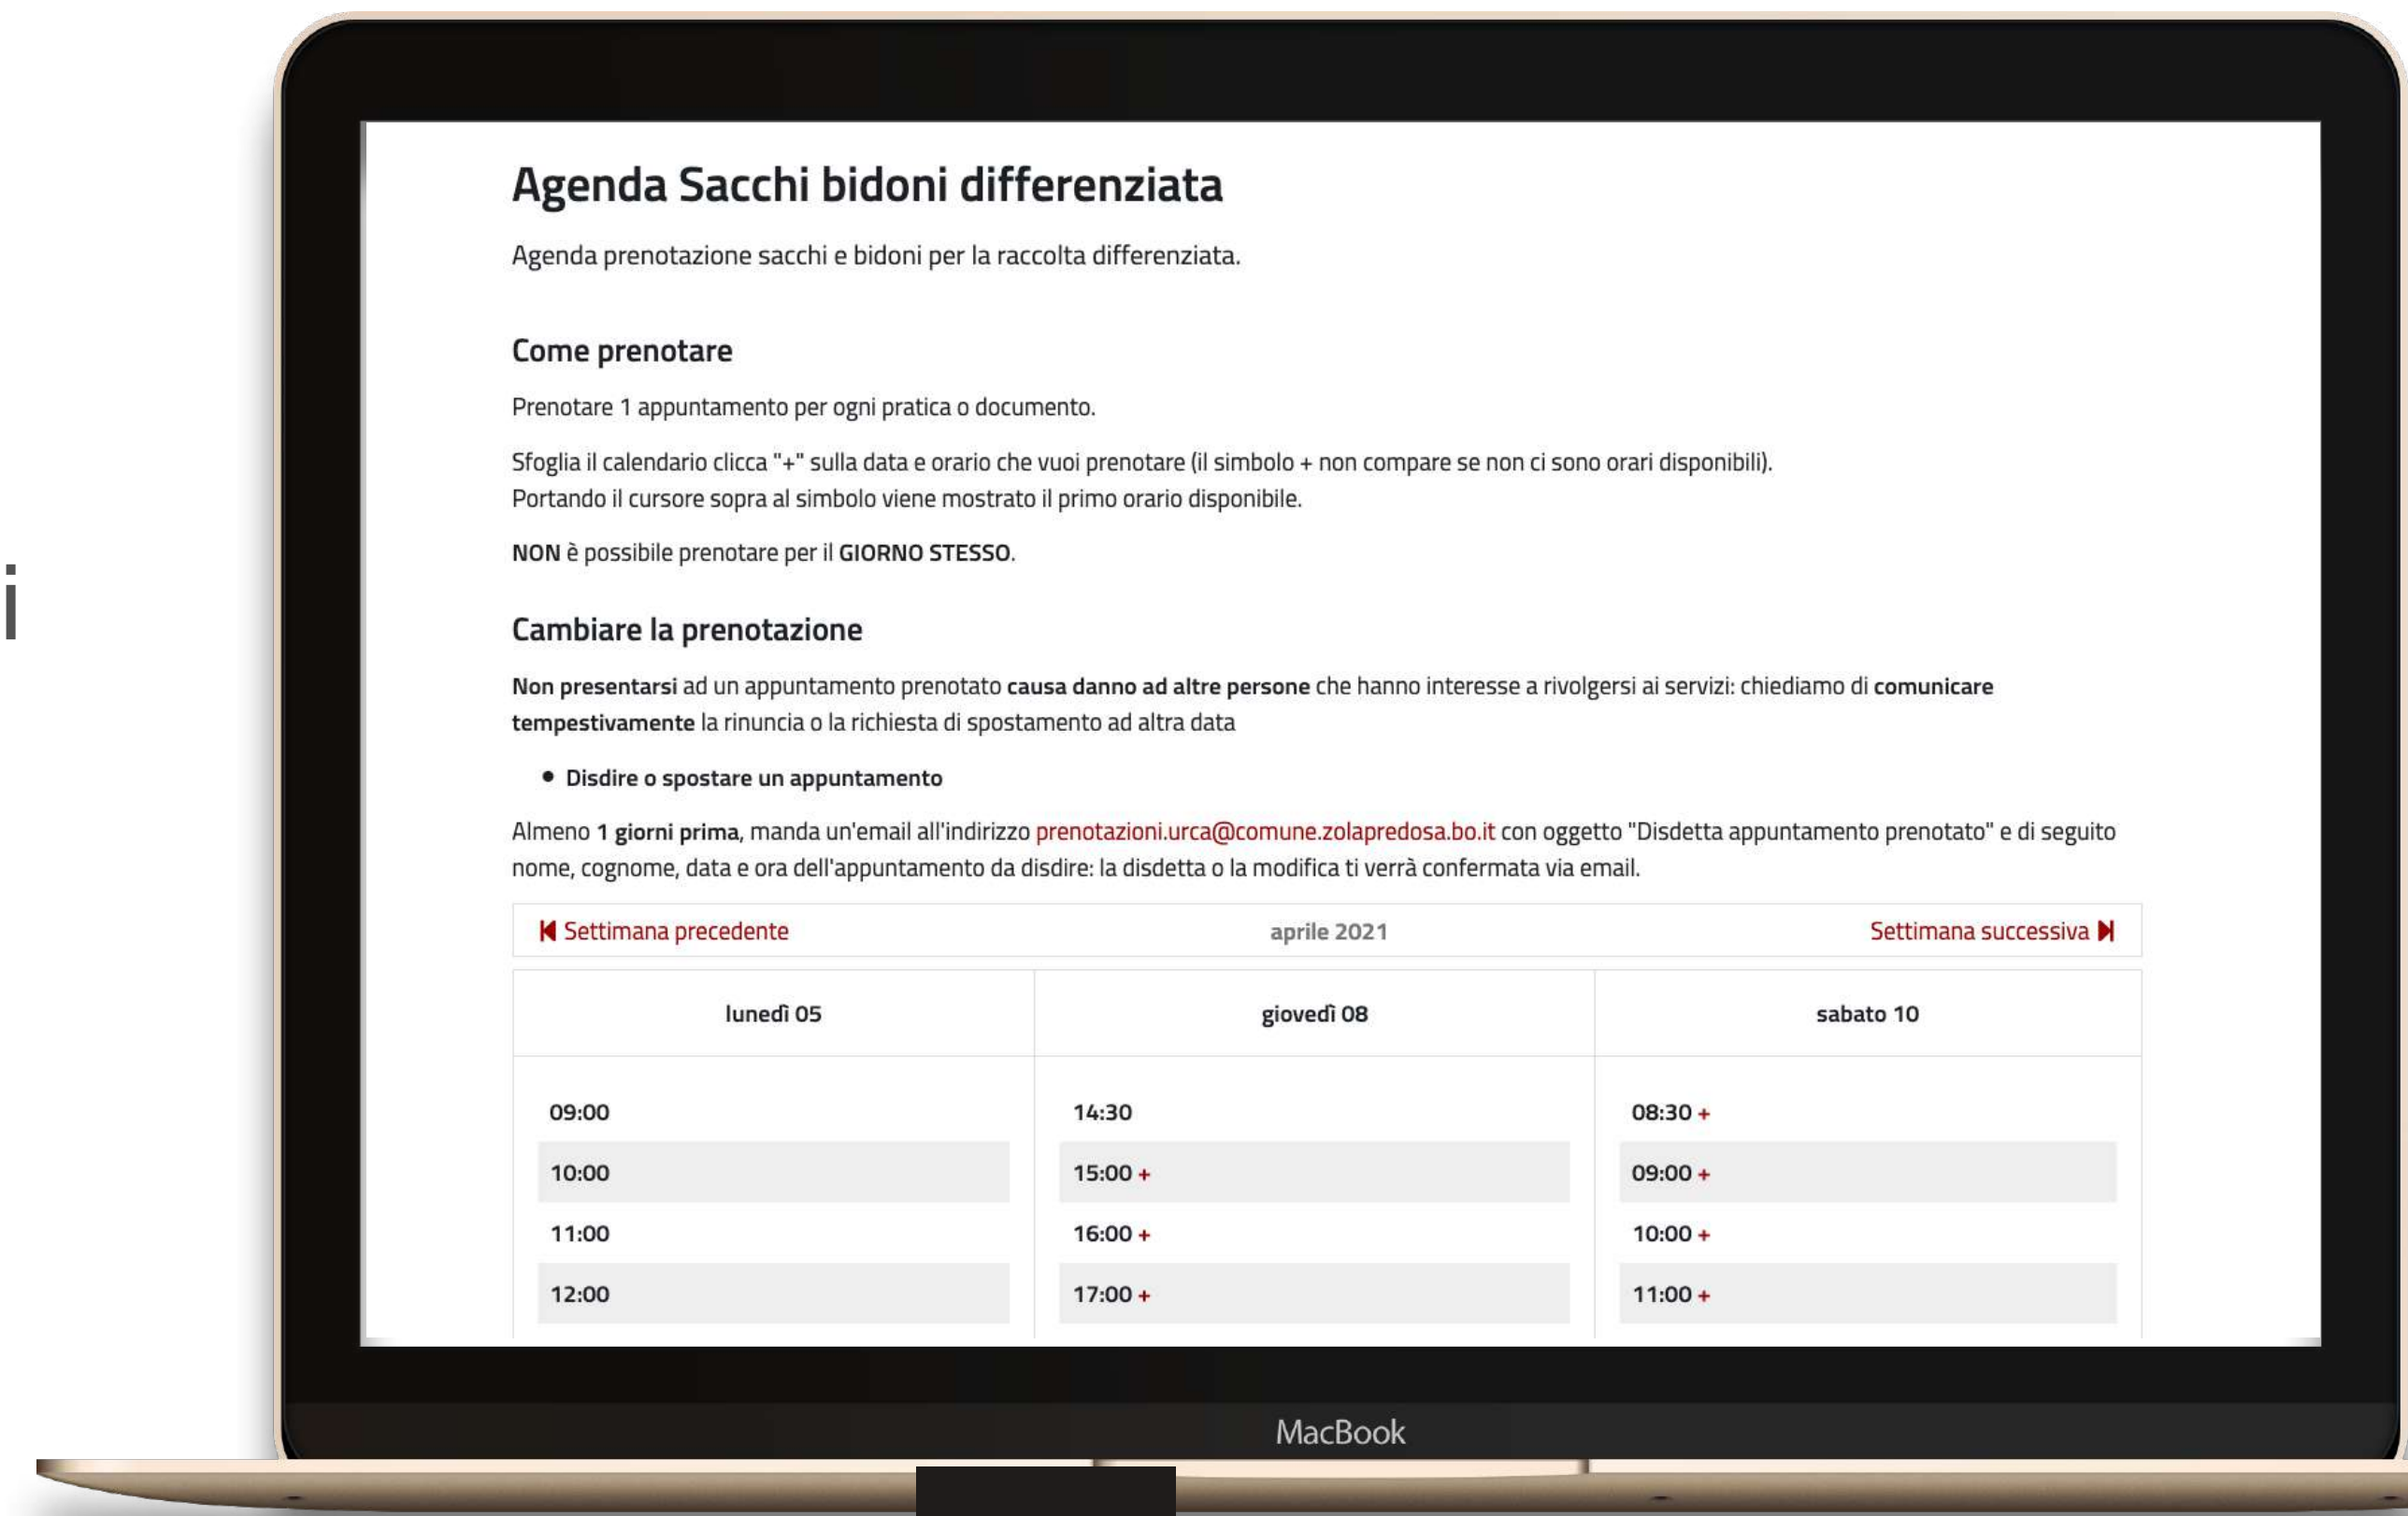 Agenda Sacchi bidoni differenziata
Agenda prenotazione sacchi e bidoni per la raccolta differenziata.
Come prenotare
Prenotare 1 appuntamento per ogni pratica o documento.
Sfoglia il calendario clicca "+" sulla data e orario che vuoi prenotare (il simbolo + non compare se non ci sono orari disponibili).
Portando il cursore sopra al simbolo viene mostrato il primo orario disponibile.
NON è possibile prenotare per il GIORNO STESSO.
i
Cambiare la prenotazione
Non presentarsi ad un appuntamento prenotato causa danno ad altre persone che hanno interesse a rivolgersi ai servizi: chiediamo di comunicare
tempestivamente la rinuncia o la richiesta di spostamento ad altra data
• Disdire o spostare un appuntamento
Almeno 1 giorni prima, manda un'email all'indirizzo prenotazioni.urca@comune.zolapredosa.bo.it con oggetto "Disdetta appuntamento prenotato" e di seguito
nome, cognome, data e ora dell'appuntamento da disdire: la disdetta o la modifica ti verrà confermata via email.
Settimana precedente aprile 2021 Settimana successiva
lunedì 05 giovedì 08 sabato 10
09:00 14:30 08:30 +
10:00 15:00 + 09:00 +
11:00 16:00 + 10:00 +
12:00 17:00 + 11:00 +
MacBook